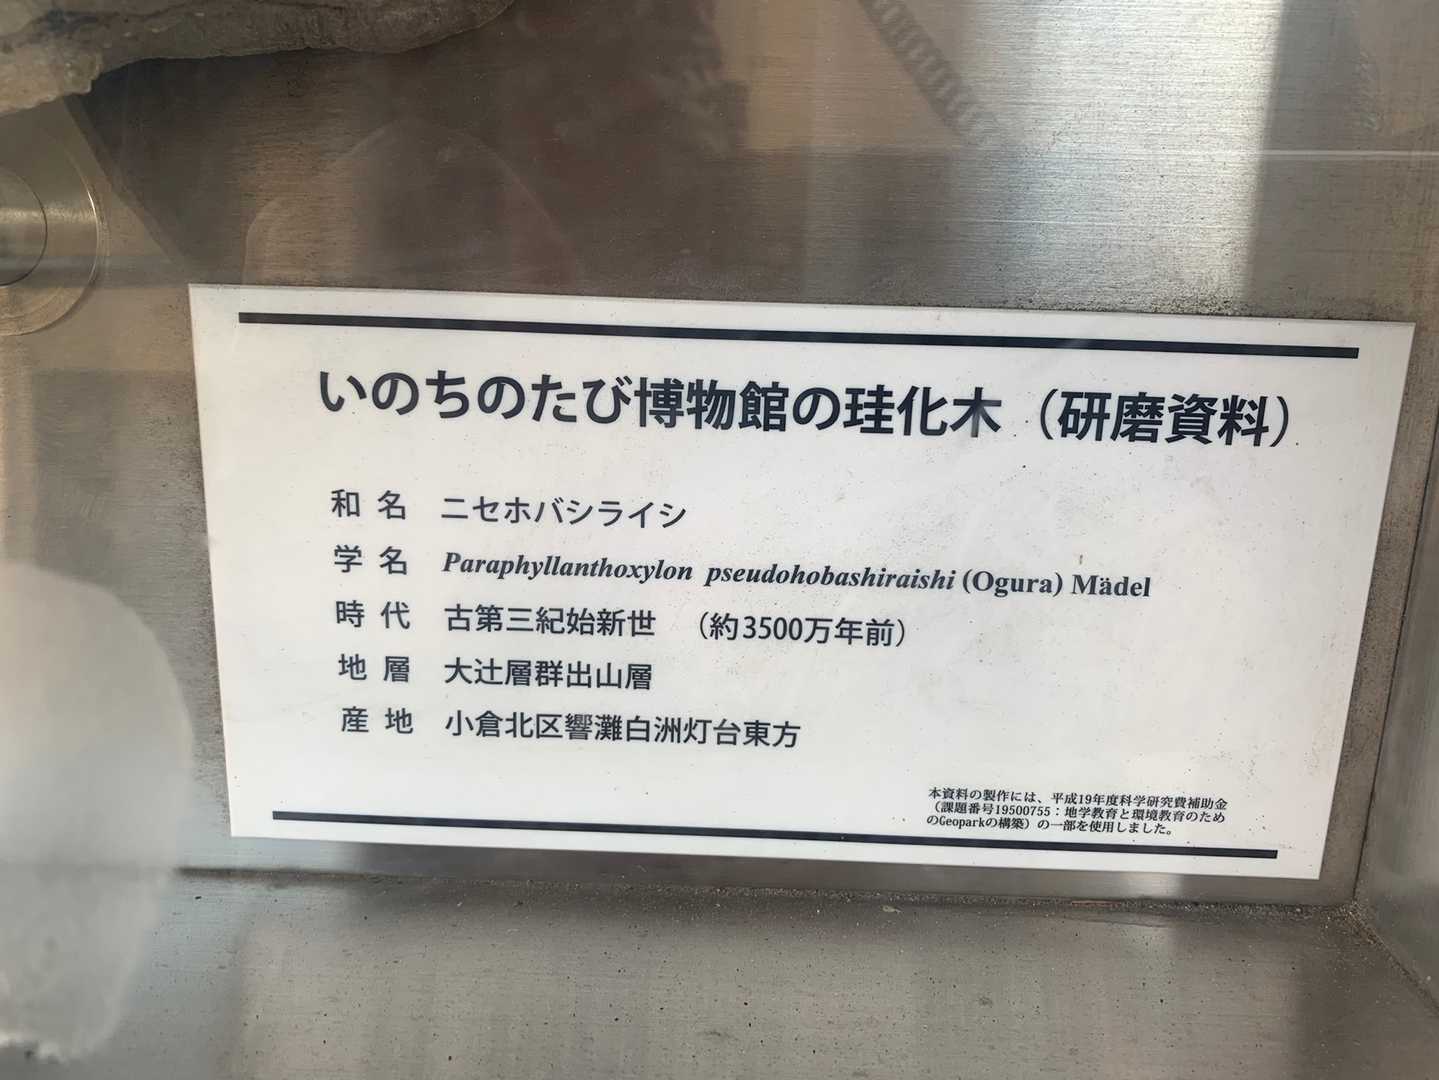 いのちのたび博物館の珪化木（研磨資料）
和名 ニセホバシライシ
学名 Paraphyllanthoxylon pseudohobashiraishi (Ogura) Mädel
時代 古第三紀始新世 （約3500万年前）
地層 大辻層群出山層
産地 小倉北区響灘白洲灯台東方
本資料の製作には、平成19年度科学研究費補助金
（課題番号19500755：地学教育と環境教育のため
のGeoparkの構築）の一部を使用しました。